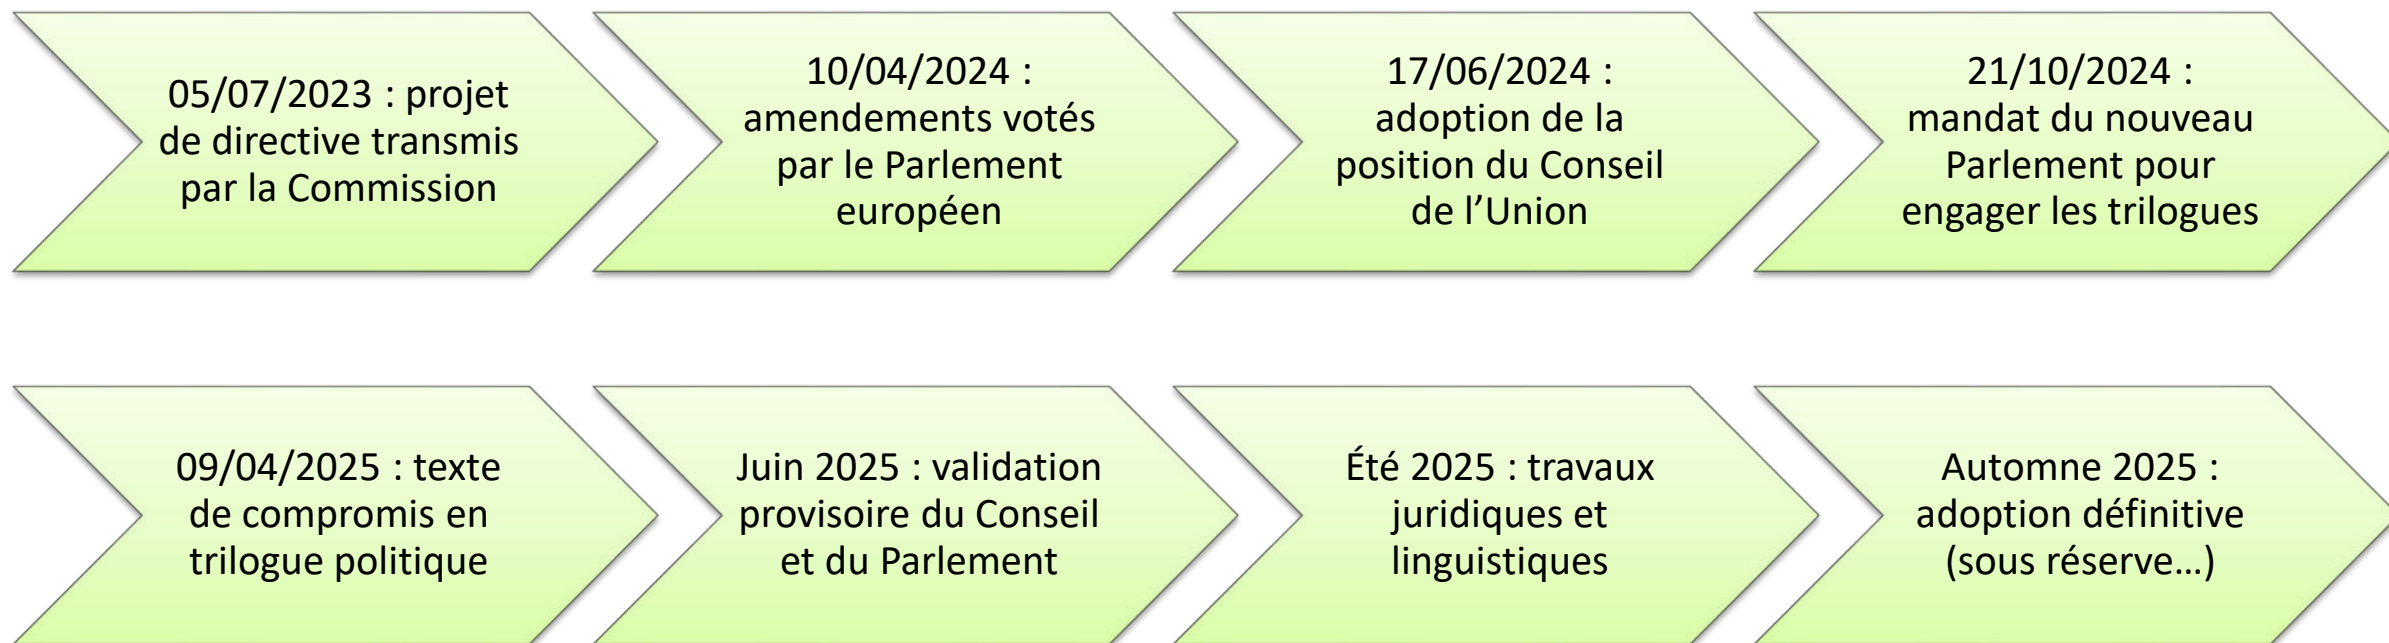 05/07/2023 : projet
de directive transmis
par la Commission
10/04/2024 :
amendements votés
par le Parlement
européen
17/06/2024 :
adoption de la
position du Conseil
de l’Union
21/10/2024 :
mandat du nouveau
Parlement pour
engager les trilogues
09/04/2025 : texte
de compromis en
trilogue politique
Juin 2025 : validation
provisoire du Conseil
et du Parlement
Été 2025 : travaux
juridiques et
linguistiques
Automne 2025 :
adoption définitive
(sous réserve…)